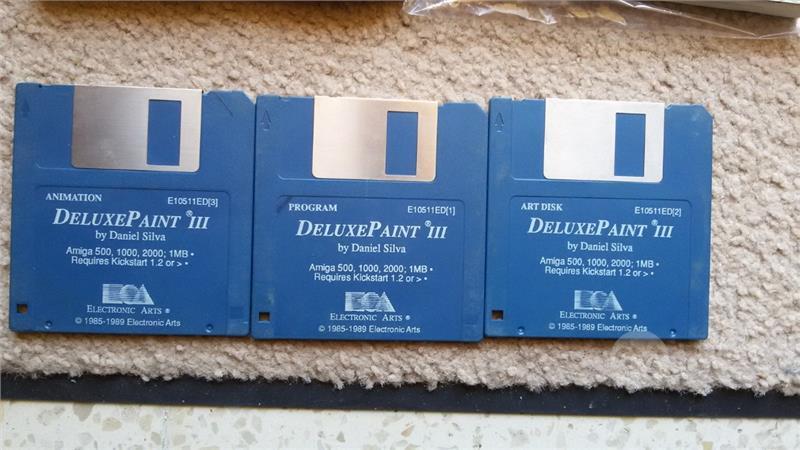 ANIMATION E10511ED[3]
DELUXEPAINT ® III
by Daniel Silva
Amiga 500, 1000, 2000; 1MB •
Requires Kickstart 1.2 or > •
EA
ELECTRONIC ARTS ®
© 1985-1989 Electronic Arts
PROGRAM E10511ED[1]
DELUXEPAINT ® III
by Daniel Silva
Amiga 500, 1000, 2000; 1MB •
Requires Kickstart 1.2 or > •
EA
ELECTRONIC ARTS ®
© 1985-1989 Electronic Arts
ART DISK E10511ED[2]
DELUXEPAINT ® III
by Daniel Silva
Amiga 500, 1000, 2000; 1MB •
Requires Kickstart 1.2 or > •
EA
ELECTRONIC ARTS ®
© 1985-1989 Electronic Arts